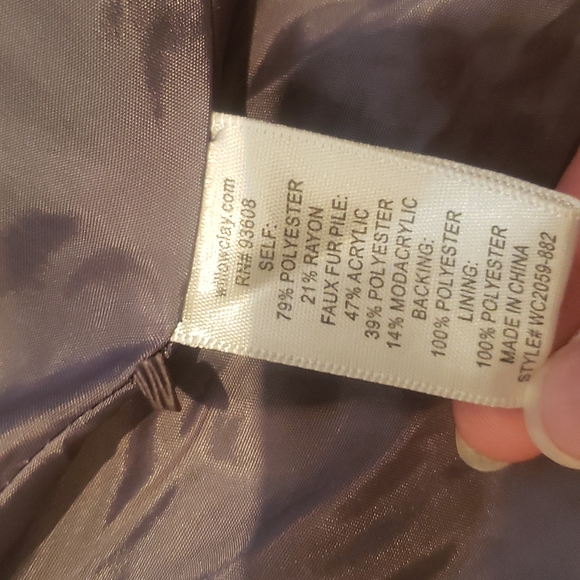 willowclay.com
RN# 93608
SELF:
79% POLYESTER
21% RAYON
FAUX FUR PILE:
47% ACRYLIC
39% POLYESTER
14% MODACRYLIC
BACKING:
100% POLYESTER
LINING:
100% POLYESTER
MADE IN CHINA
STYLE# WC2059-882